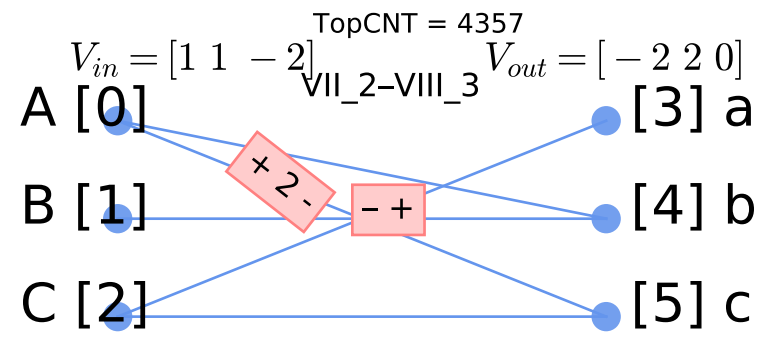 TopCNT = 4357
V_in = [1 1 −2]
V_out = [−2 2 0]
VII_2–VIII_3
A [0]
[3] a
+ 2 -
B [1]
– +
[4] b
C [2]
[5] c